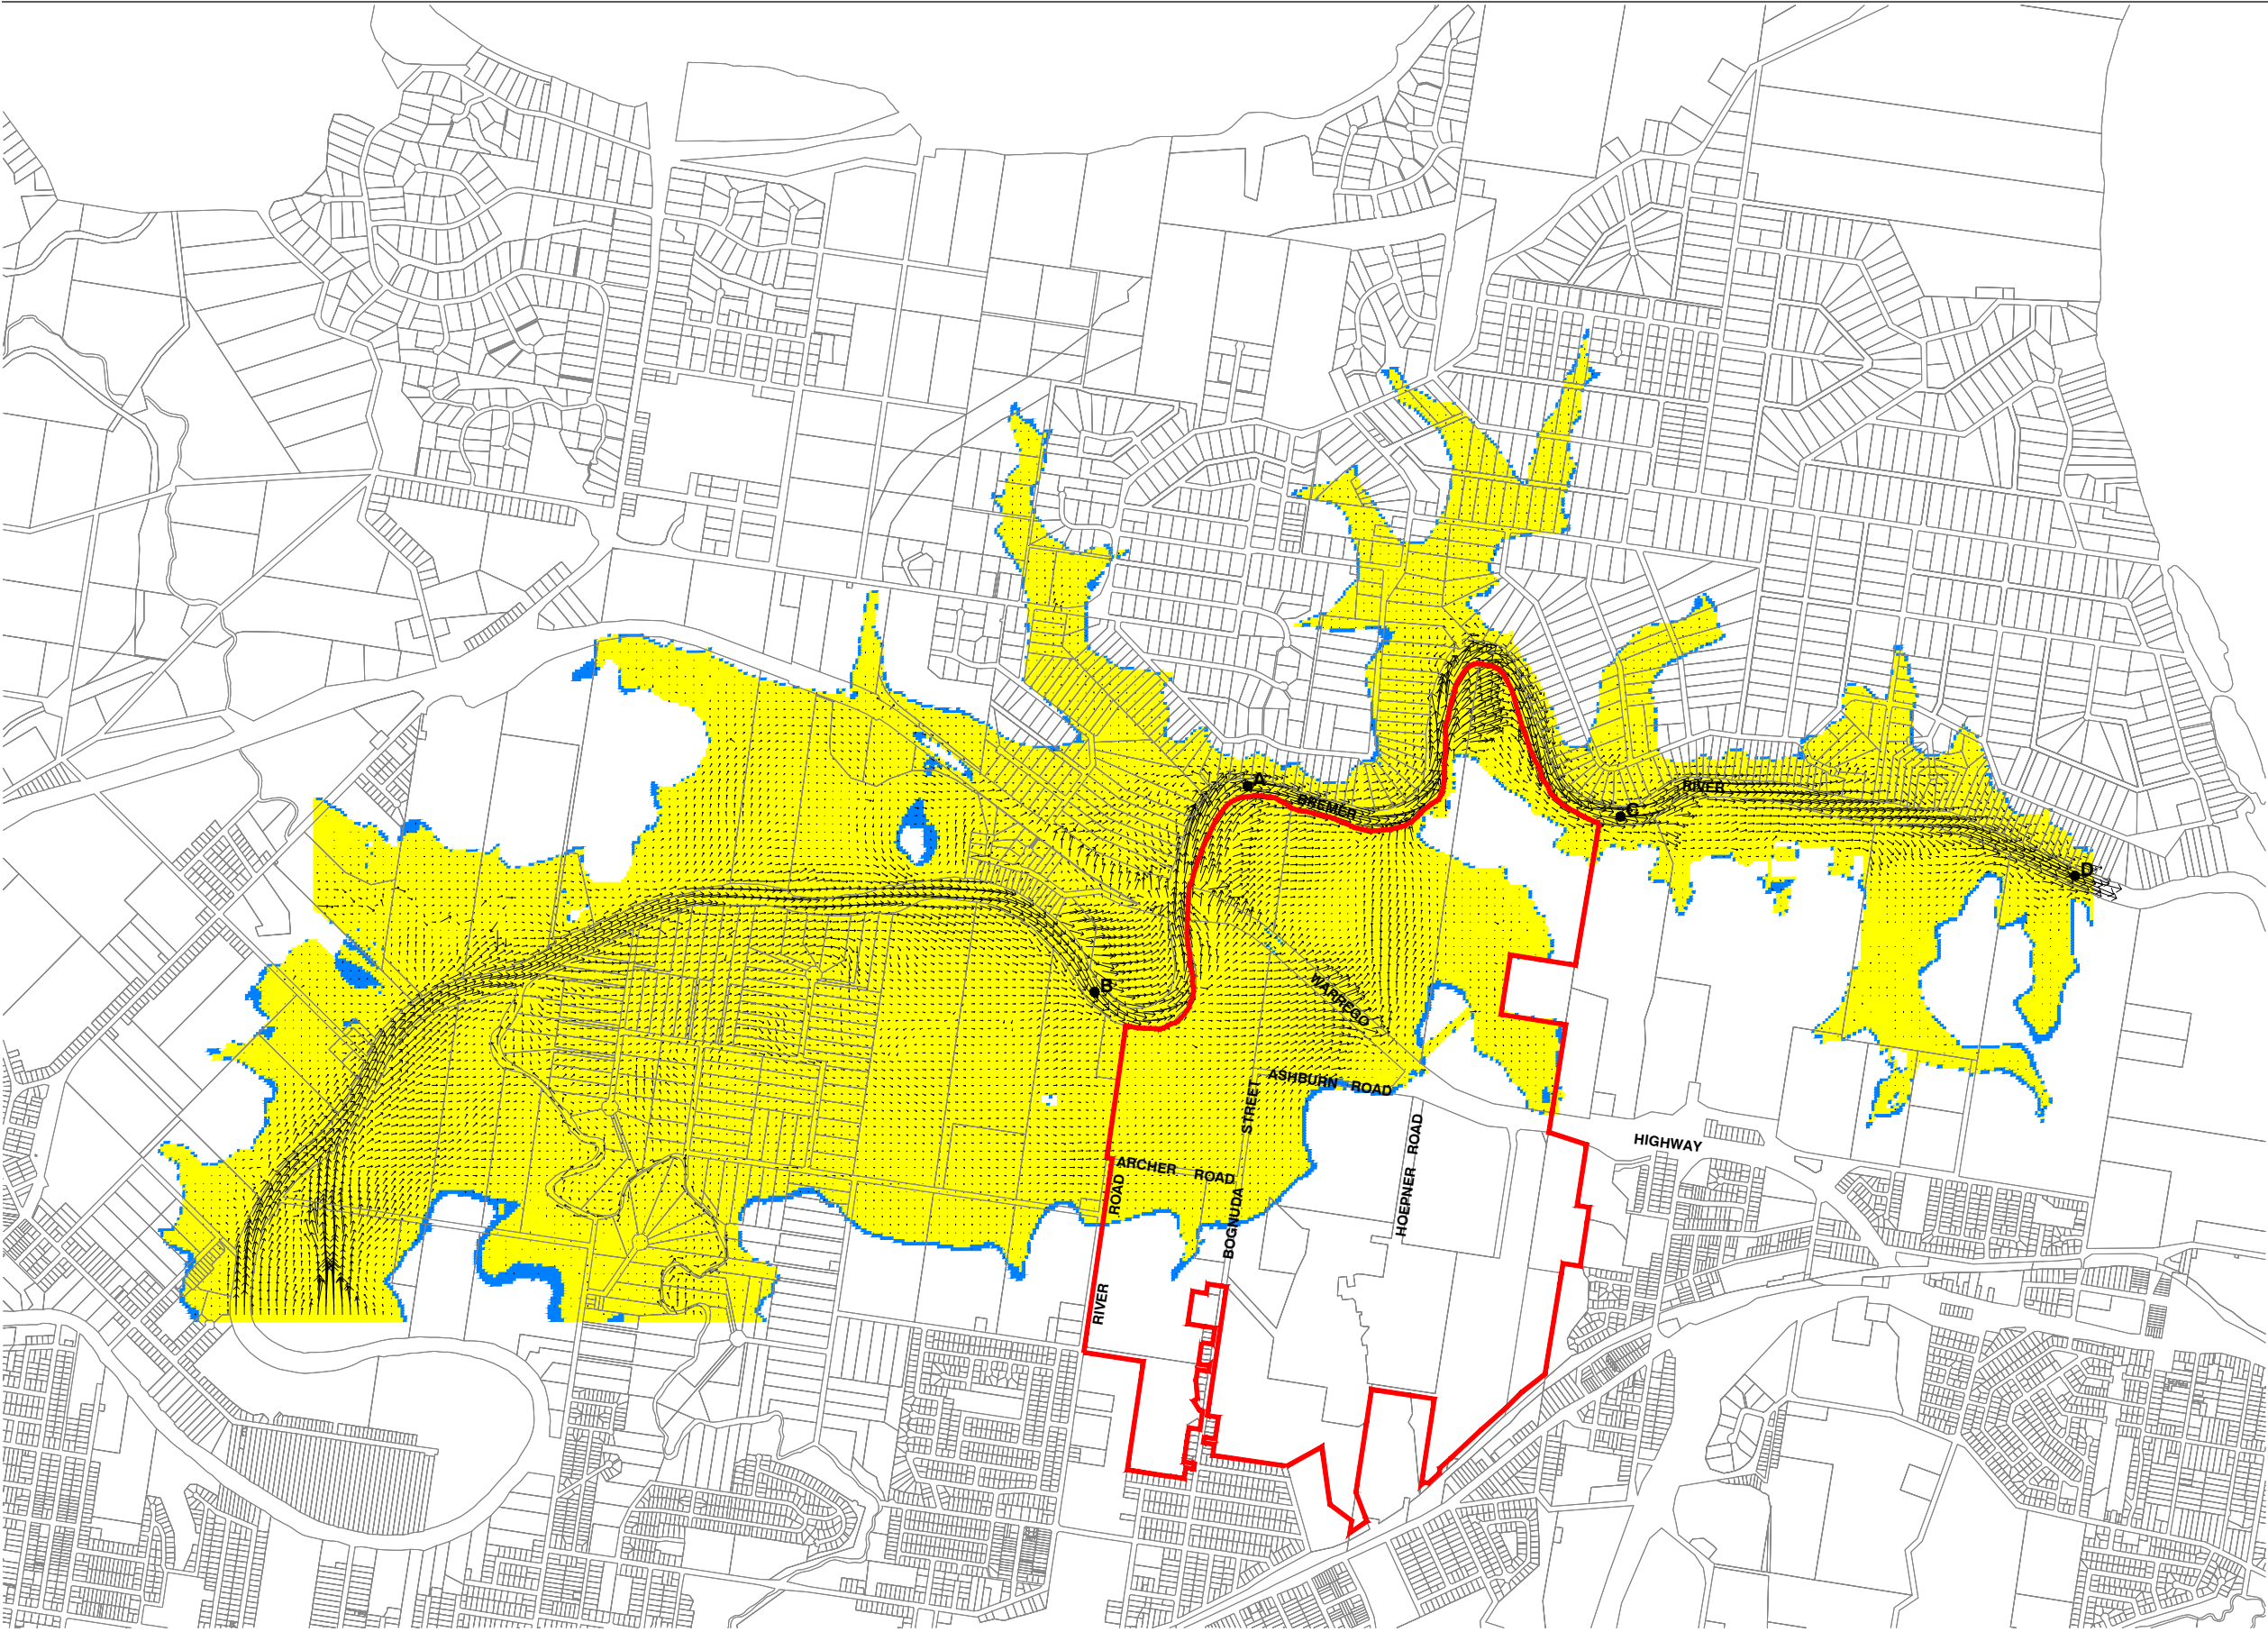 A
BREMER
RIVER
C
D
B
WARREGO
ASHBURN ROAD
STREET
HIGHWAY
ARCHER ROAD
HOEPNER ROAD
ROAD
BOGNUDA
RIVER